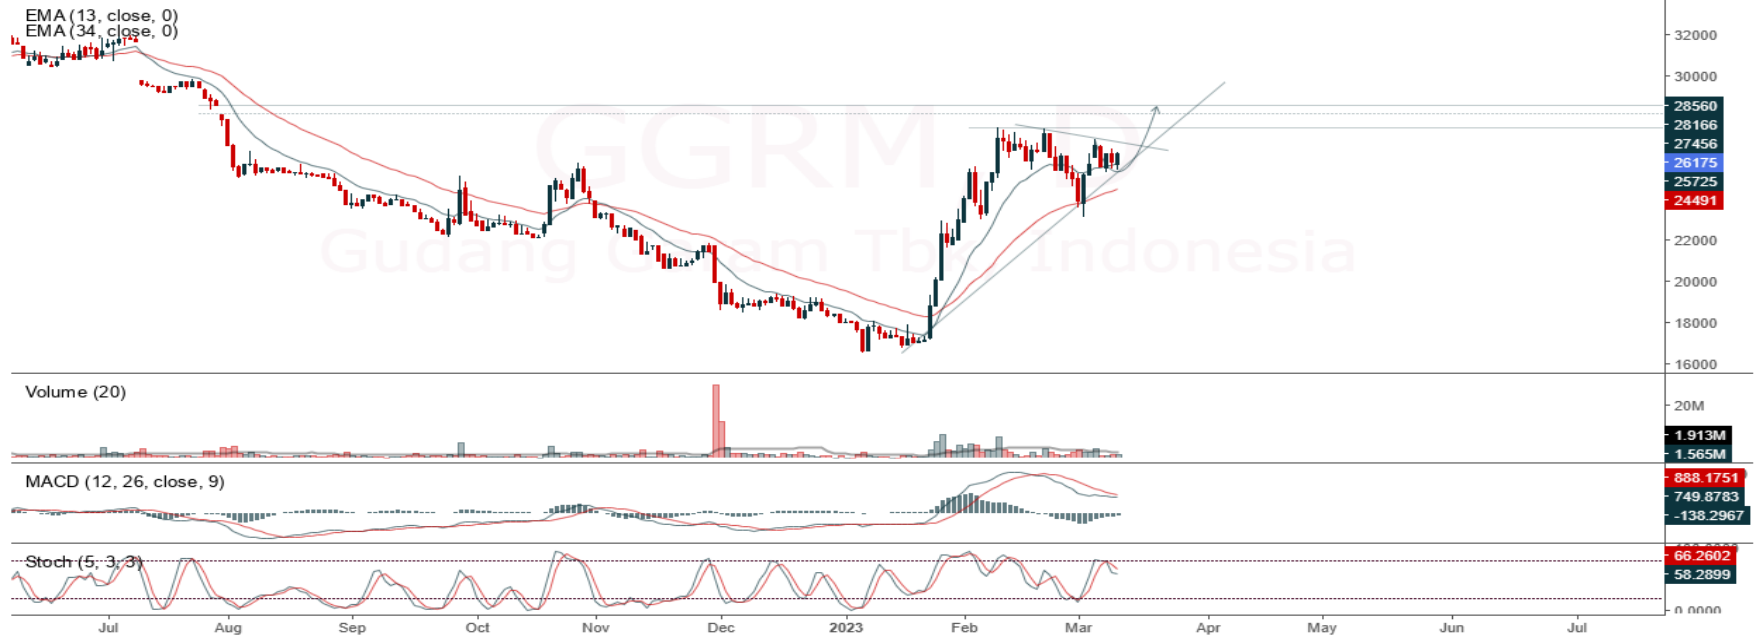 EMA (13, close, 0)
EMA (34, close, 0)
GGRM, D
Gudang Garam Tbk, Indonesia
32000
30000
28560
28166
27456
26175
25725
24491
22000
20000
18000
16000
Volume (20)
20M
1.913M
1.565M
MACD (12, 26, close, 9)
888.1751
749.8783
-138.2967
Stoch (5, 3, 3)
66.2602
58.2899
0.0000
Jul Aug Sep Oct Nov Dec 2023 Feb Mar Apr May Jun Jul